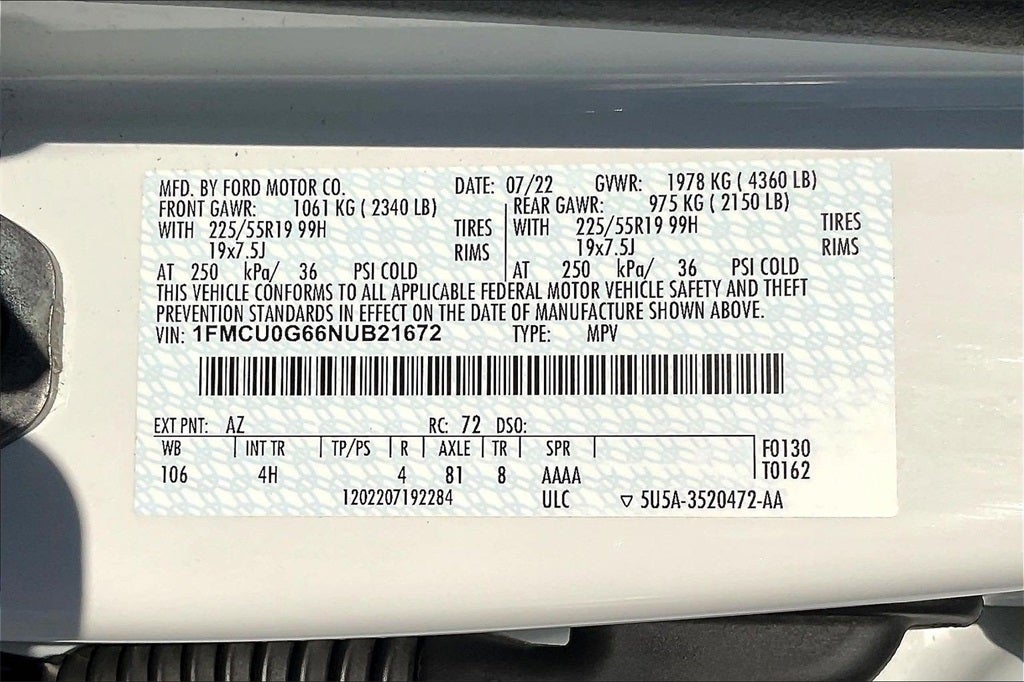 MFD. BY FORD MOTOR CO. DATE: 07/22 GVWR: 1978 KG ( 4360 LB)
FRONT GAWR: 1061 KG ( 2340 LB) REAR GAWR: 975 KG ( 2150 LB)
WITH 225/55R19 99H TIRES WITH 225/55R19 99H TIRES
19x7.5J RIMS 19x7.5J RIMS
AT 250 kPa/ 36 PSI COLD AT 250 kPa/ 36 PSI COLD
THIS VEHICLE CONFORMS TO ALL APPLICABLE FEDERAL MOTOR VEHICLE SAFETY AND THEFT
PREVENTION STANDARDS IN EFFECT ON THE DATE OF MANUFACTURE SHOWN ABOVE.
VIN: 1FMCU0G66NUB21672 TYPE: MPV
EXT PNT: AZ RC: 72 DSO:
WB INT TR TP/PS R AXLE TR SPR F0130
106 4H 4 81 8 AAAA T0162
1202207192284 ULC ▽ 5U5A-3520472-AA